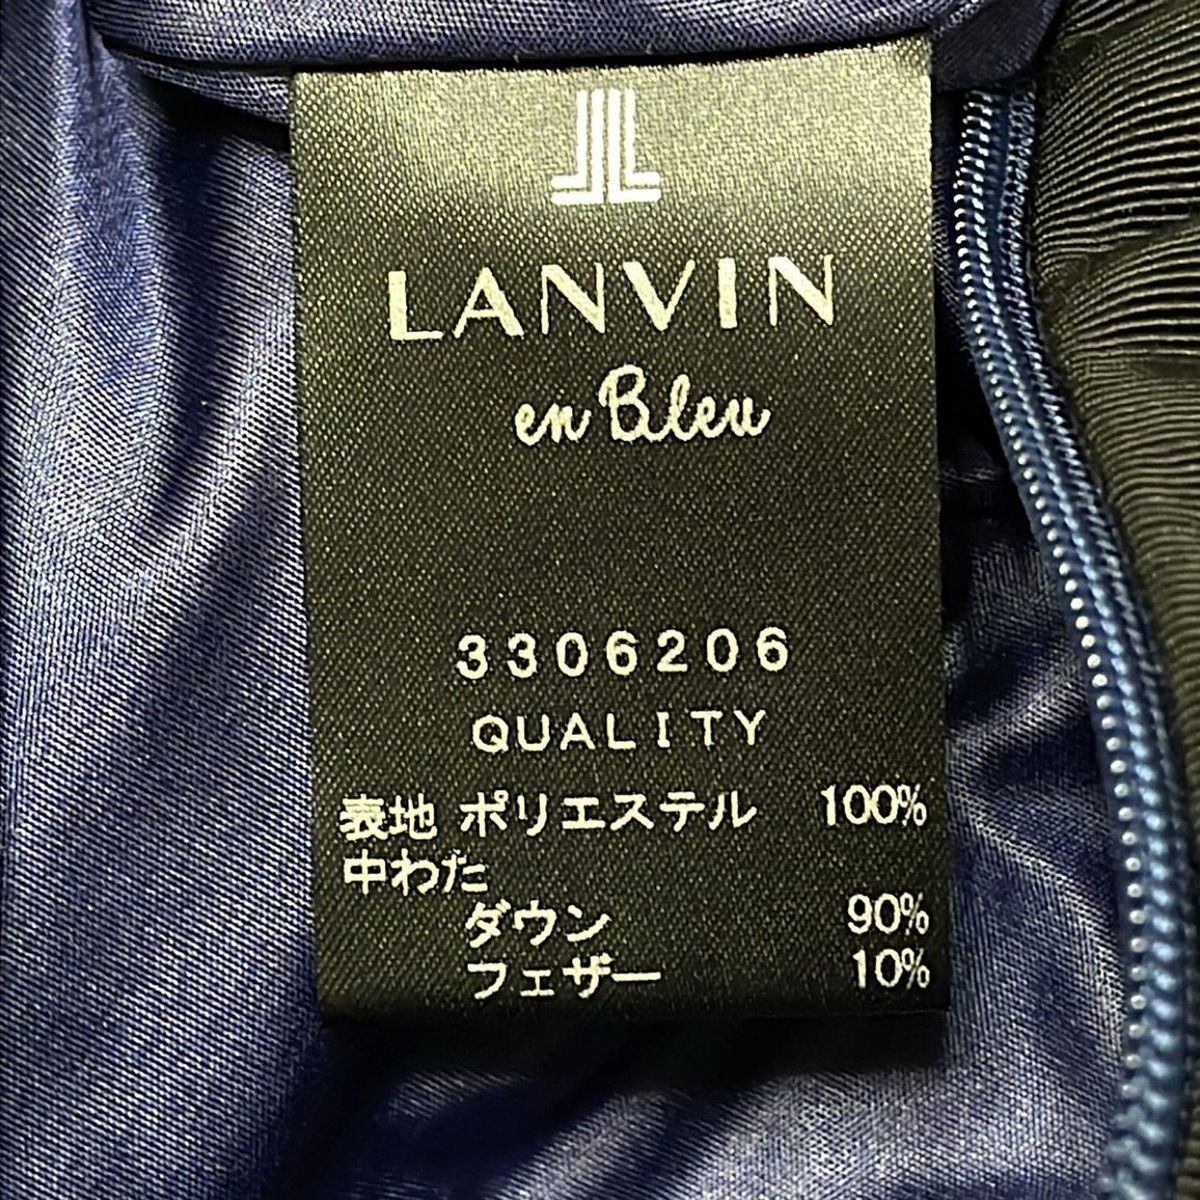 LANVIN
en Bleu
3306206
QUALITY
表地 ポリエステル 100%
中わた
ダウン 90%
フェザー 10%